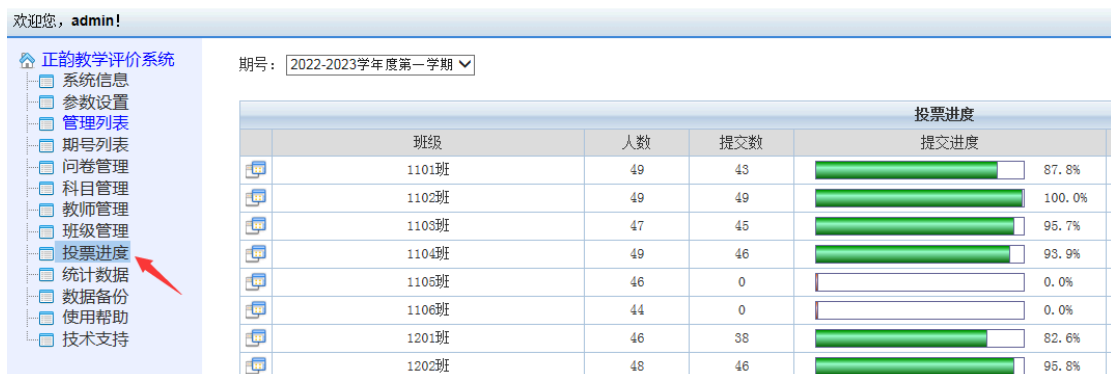 欢迎您，admin！
正韵教学评价系统
系统信息
参数设置
管理列表
期号列表
问卷管理
科目管理
教师管理
班级管理
投票进度
统计数据
数据备份
使用帮助
技术支持
期号： 2022-2023学年度第一学期
投票进度
班级 人数 提交数 提交进度
1101班 49 43 87.8%
1102班 49 49 100.0%
1103班 47 45 95.7%
1104班 49 46 93.9%
1105班 46 0 0.0%
1106班 44 0 0.0%
1201班 46 38 82.6%
1202班 48 46 95.8%